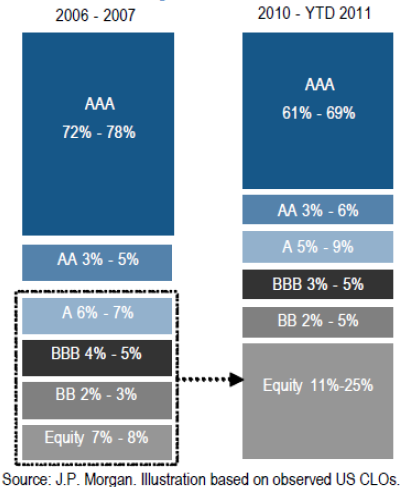 2006 - 2007
AAA
72% - 78%
AA 3% - 5%
A 6% - 7%
BBB 4% - 5%
BB 2% - 3%
Equity 7% - 8%
2010 - YTD 2011
AAA
61% - 69%
AA 3% - 6%
A 5% - 9%
BBB 3% - 5%
BB 2% - 5%
Equity 11%-25%
Source: J.P. Morgan. Illustration based on observed US CLOs.